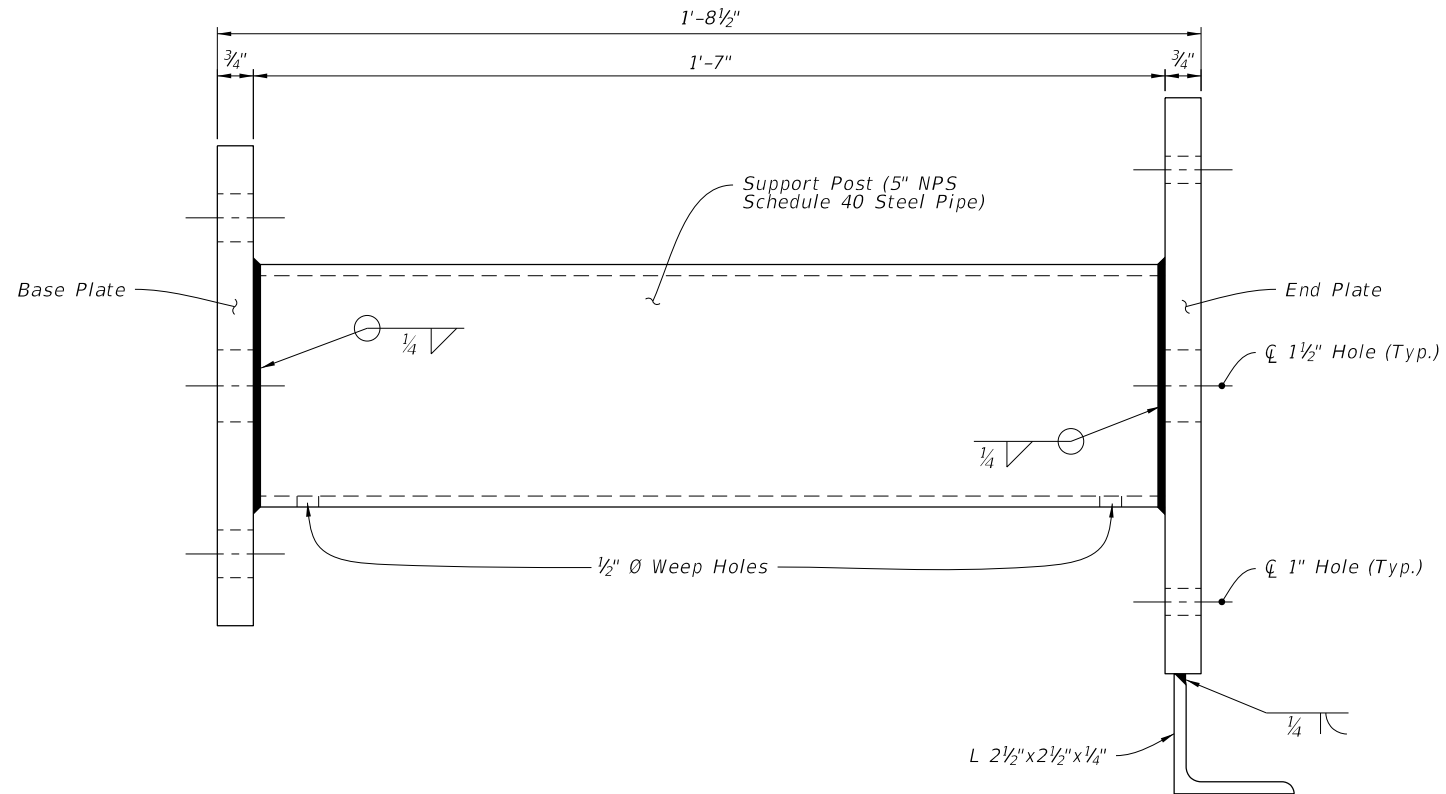 1'-8½"
¾"
1'-7"
¾"
Support Post (5" NPS
Schedule 40 Steel Pipe)
Base Plate
End Plate
¼
℄ 1½" Hole (Typ.)
¼
½" Ø Weep Holes
℄ 1" Hole (Typ.)
¼
L 2½"x2½"x¼"